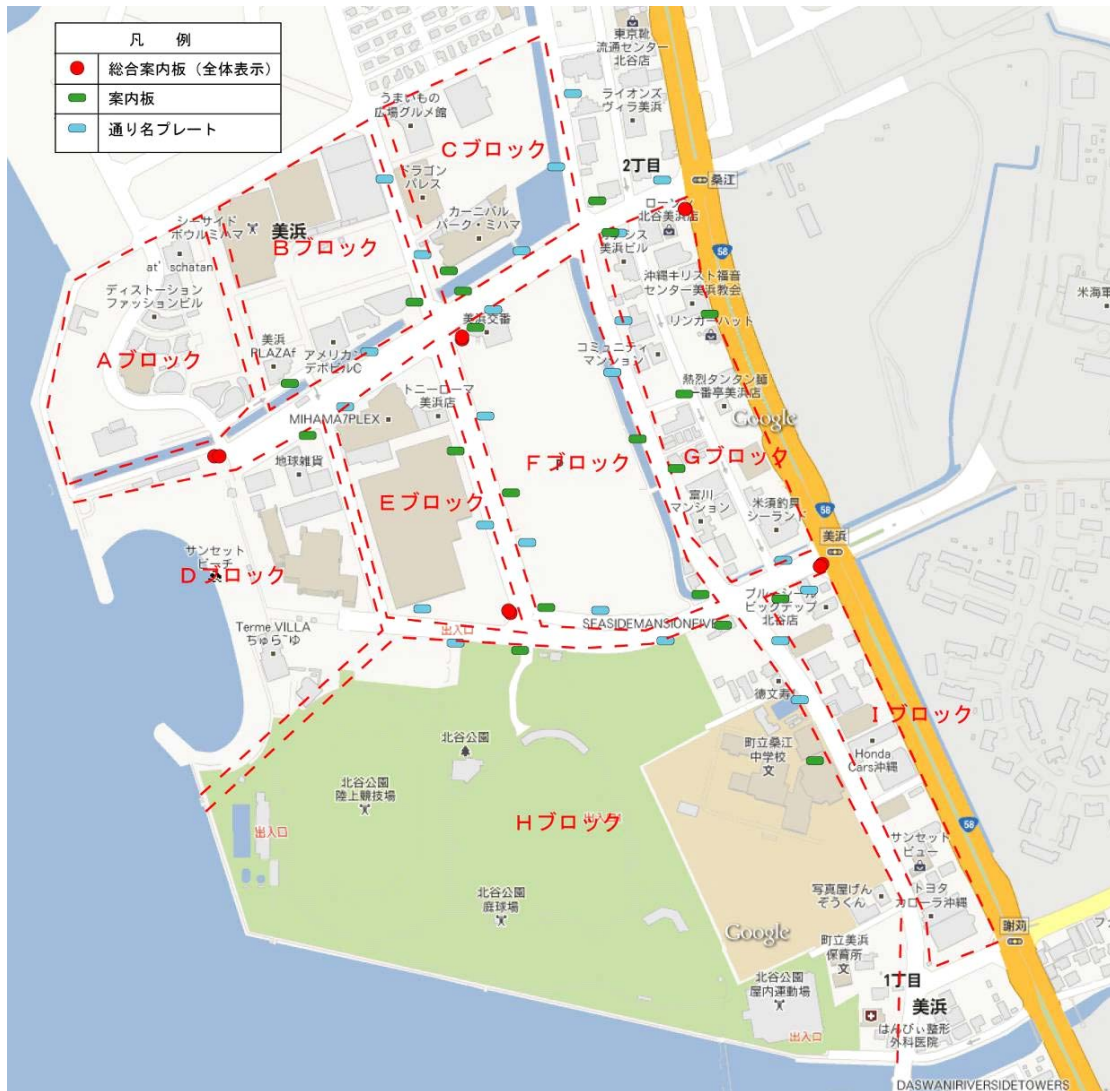 凡　例
総合案内板（全体表示）
案内板
通り名プレート
東京靴
流通センター
北谷店
ライオンズ
ヴィラ美浜
うまいもの
広場グルメ館
Cブロック
2丁目
桑江
ドラゴン
パレス
ローソン
北谷美浜店
シーサイド
ボウルミハマ
美浜
カーニバル
パーク・ミハマ
58
Bブロック
美浜ビル
at' schatan
沖縄キリスト福音
センター美浜教会
ディストーション
ファッションビル
米海軍
リンガーハット
美浜交番
美浜
PLAZAf
アメリカン
デポビルC
コミュニティ
マンション
Aブロック
トニーローマ
美浜店
熱烈タンタン麺
一番亭美浜店
MIHAMA7PLEX
Google
Fブロック
Gブロック
地球雑貨
Eブロック
富川
マンション
米須釣具
シーランド
58
美浜
サンセット
ビーチ
Dブロック
ブルーシール
ビッグディップ
北谷店
Terme VILLA
ちゅらーゆ
出入口
SEASIDEMANSIONFIVE
徳文寿し
Iブロック
北谷公園
町立桑江
中学校
文
Honda
Cars沖縄
北谷公園
陸上競技場
出入口
Hブロック
出入口
58
サンセット
ビュー
北谷公園
庭球場
写真屋げん
ぞうくん
トヨタ
カローラ沖縄
Google
謝苅
町立美浜
保育所
文
北谷公園
屋内運動場
1丁目
美浜
出入口
はんびぃ整形
外科医院
DASWANIRIVERSIDETOWERS